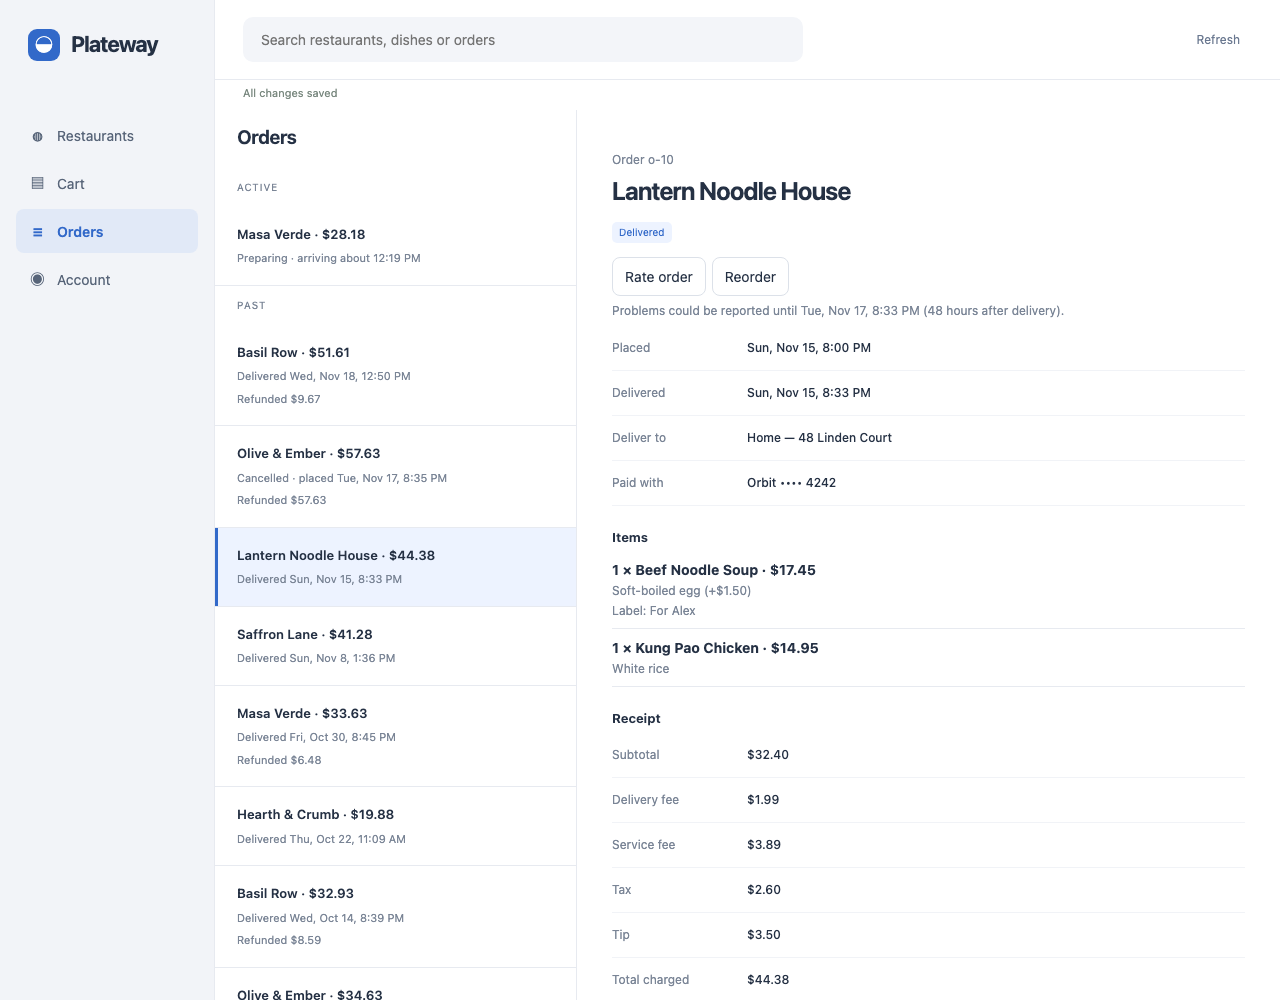 Plateway
Restaurants
Cart
Orders
Account
Search restaurants, dishes or orders
Refresh
All changes saved
Orders
ACTIVE
Masa Verde · $28.18
Preparing · arriving about 12:19 PM
PAST
Basil Row · $51.61
Delivered Wed, Nov 18, 12:50 PM
Refunded $9.67
Olive & Ember · $57.63
Cancelled · placed Tue, Nov 17, 8:35 PM
Refunded $57.63
Lantern Noodle House · $44.38
Delivered Sun, Nov 15, 8:33 PM
Saffron Lane · $41.28
Delivered Sun, Nov 8, 1:36 PM
Masa Verde · $33.63
Delivered Fri, Oct 30, 8:45 PM
Refunded $6.48
Hearth & Crumb · $19.88
Delivered Thu, Oct 22, 11:09 AM
Basil Row · $32.93
Delivered Wed, Oct 14, 8:39 PM
Refunded $8.59
Olive & Ember · $34.63
Order o-10
Lantern Noodle House
Delivered
Rate order
Reorder
Problems could be reported until Tue, Nov 17, 8:33 PM (48 hours after delivery).
Placed Sun, Nov 15, 8:00 PM
Delivered Sun, Nov 15, 8:33 PM
Deliver to Home — 48 Linden Court
Paid with Orbit •••• 4242
Items
1 × Beef Noodle Soup · $17.45
Soft-boiled egg (+$1.50)
Label: For Alex
1 × Kung Pao Chicken · $14.95
White rice
Receipt
Subtotal $32.40
Delivery fee $1.99
Service fee $3.89
Tax $2.60
Tip $3.50
Total charged $44.38